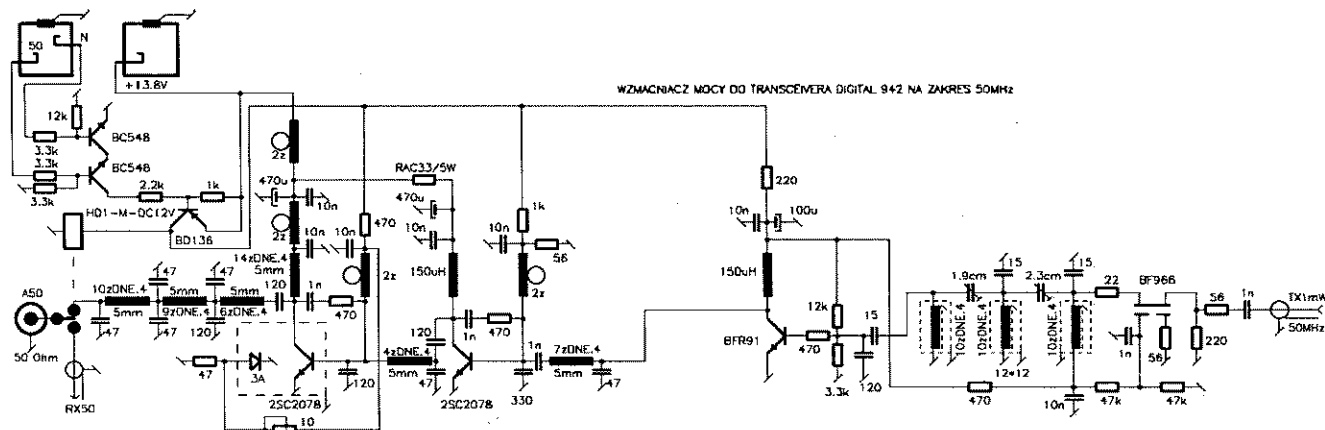 50
N
+13.8V
WZMACNIACZ MOCY DO TRANSCEIVERA DIGITAL 942 NA ZAKRES 50MHz
12k
BC548
3.3k
3.3k
BC548
3.3k
2.2k
1k
HD1-M-DC12V
BD136
2z
470u
10n
2z
10n
10n
470
RAC33/5W
470u
10n
1k
10n
56
220
10n
100u
14zDNE.4
5mm
2z
150uH
2z
150uH
12k
A50
50 Ohm
RX50
47
10zDNE.4
5mm
47
47
5mm
9zDNE.4
47
5mm
6zDNE.4
120
120
1n
470
47
3A
2SC2078
10
120
4zDNE.4
5mm
120
47
1n
470
2SC2078
1n
330
7zDNE.4
5mm
47
BFR91
470
3.3k
15
120
1.9cm
15
2.3cm
15
10zDNE.4
10zDNE.4
10zDNE.4
12*12
22
BF966
1n
56
56
220
1n
TX1mW
50MHz
470
10n
47k
47k